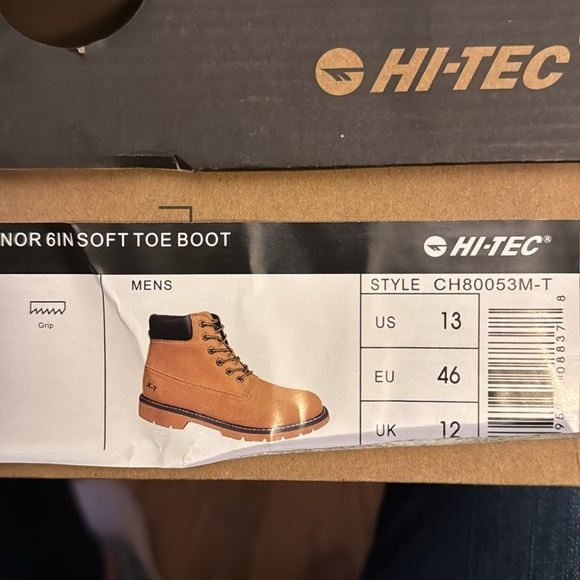 HI-TEC
NOR 6IN SOFT TOE BOOT
HI-TEC®
MENS
STYLE CH80053M-T
Grip
US 13
EU 46
UK 12
H-T
088378